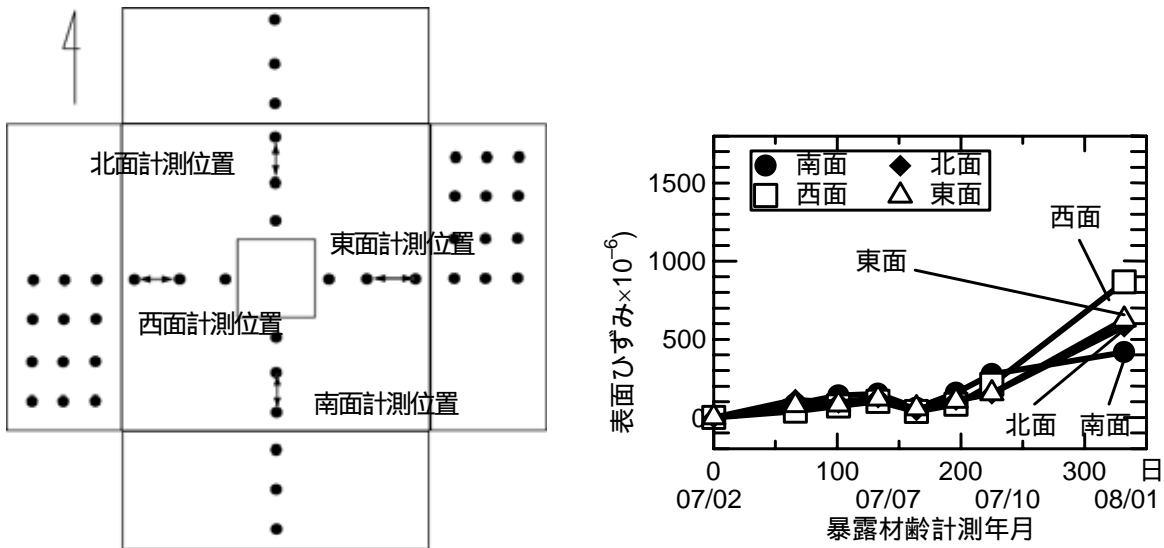 北面計測位置
東面計測位置
西面計測位置
南面計測位置
表面ひずみ×10⁻⁶
1500
1000
500
0
南面 北面
西面 東面
西面
東面
北面 南面
0 100 200 300 日
07/02 07/07 07/10 08/01
暴露材齢計測年月